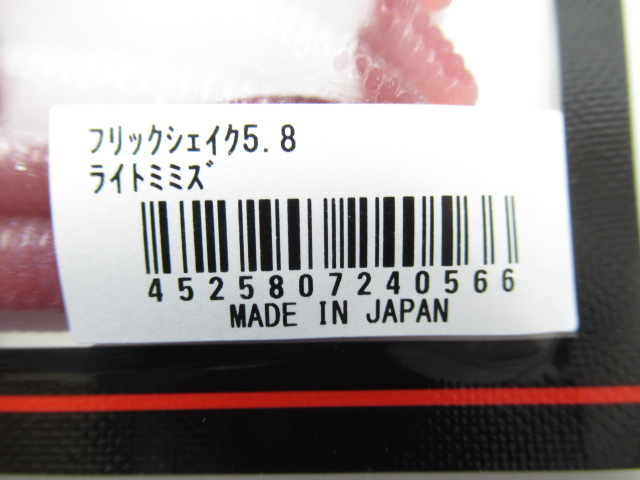 ﾌﾘｯｸｼｪｲｸ5.8
ﾗｲﾄﾐﾐｽﾞ
4525807240566
MADE IN JAPAN